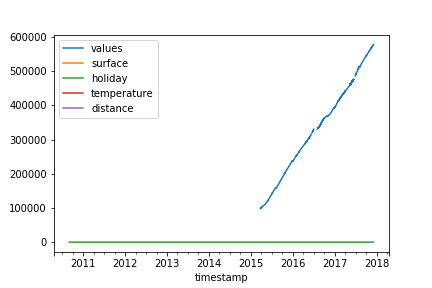 600000
500000
400000
300000
200000
100000
0
values
surface
holiday
temperature
distance
2011 2012 2013 2014 2015 2016 2017 2018
timestamp